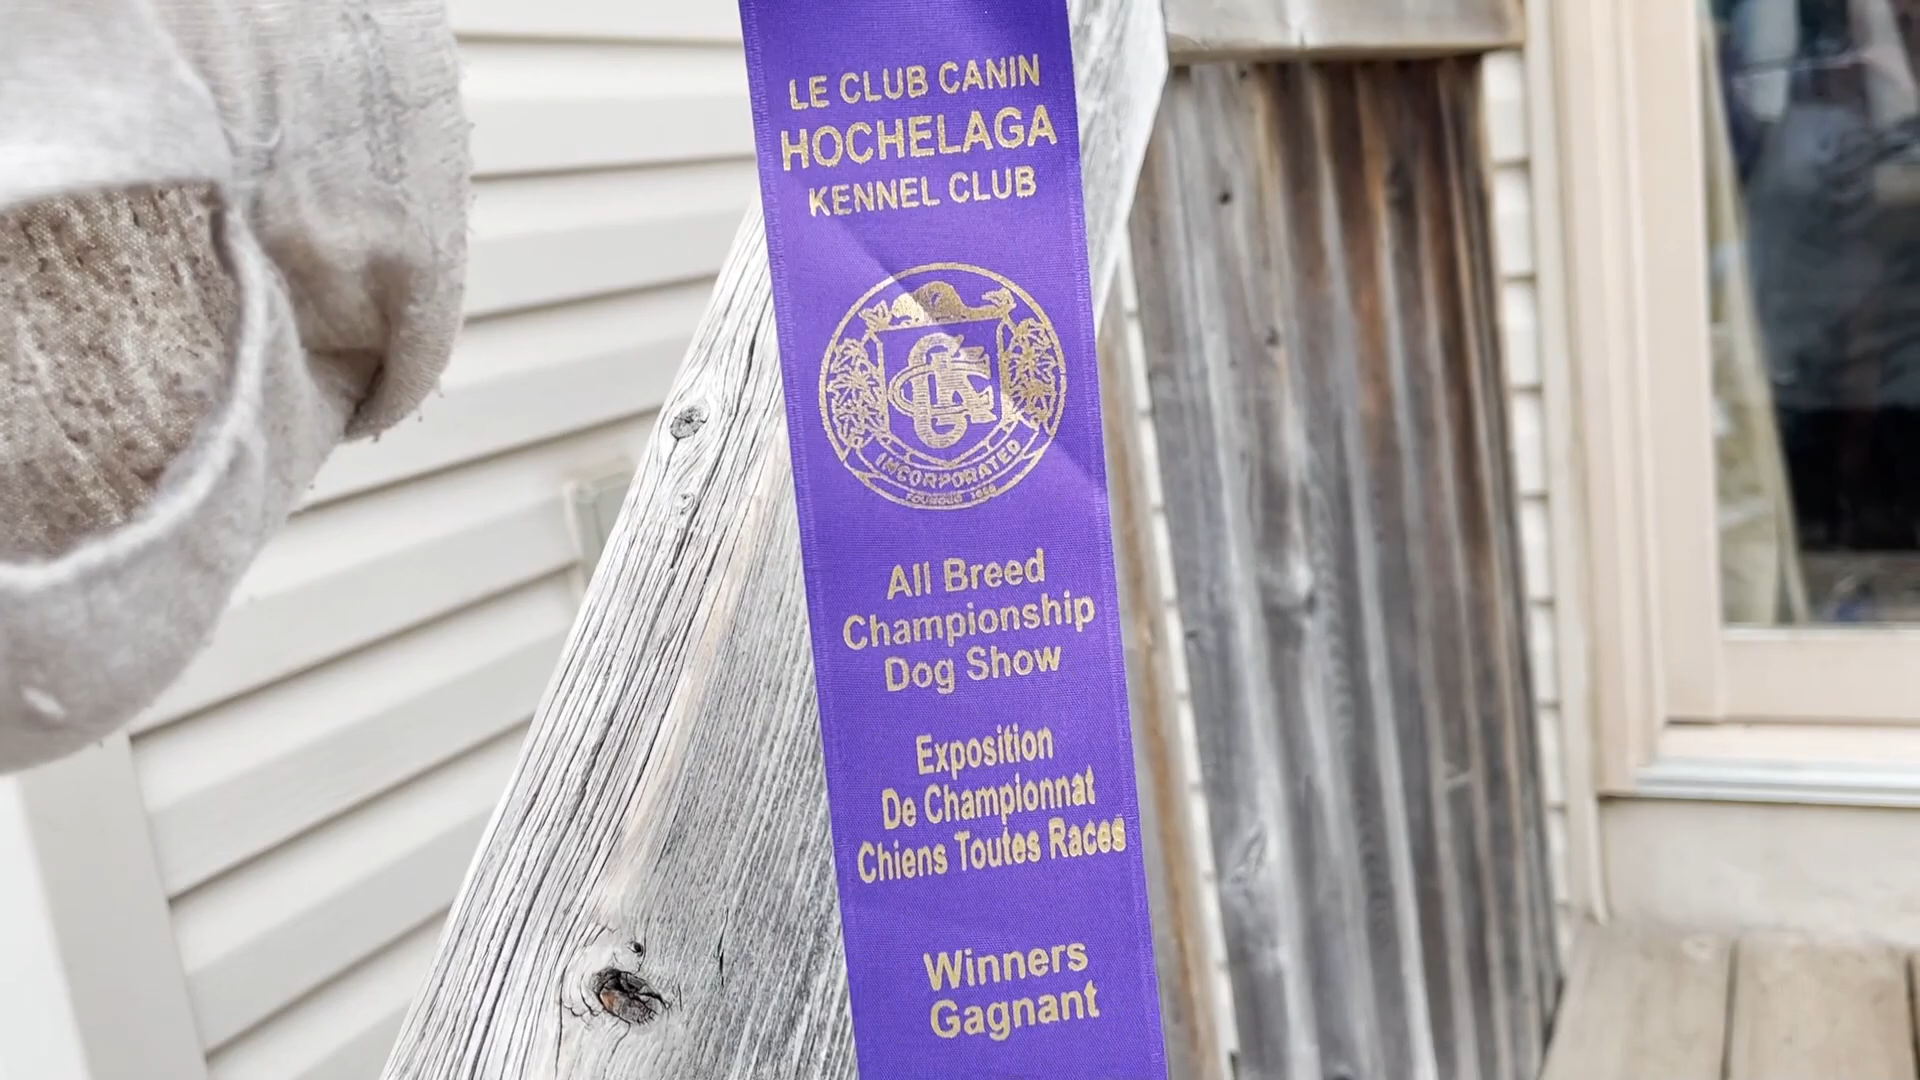 LE CLUB CANIN
HOCHELAGA
KENNEL CLUB
INCORPORATED
FOUNDED
All Breed
Championship
Dog Show
Exposition
De Championnat
Chiens Toutes Races
Winners
Gagnant